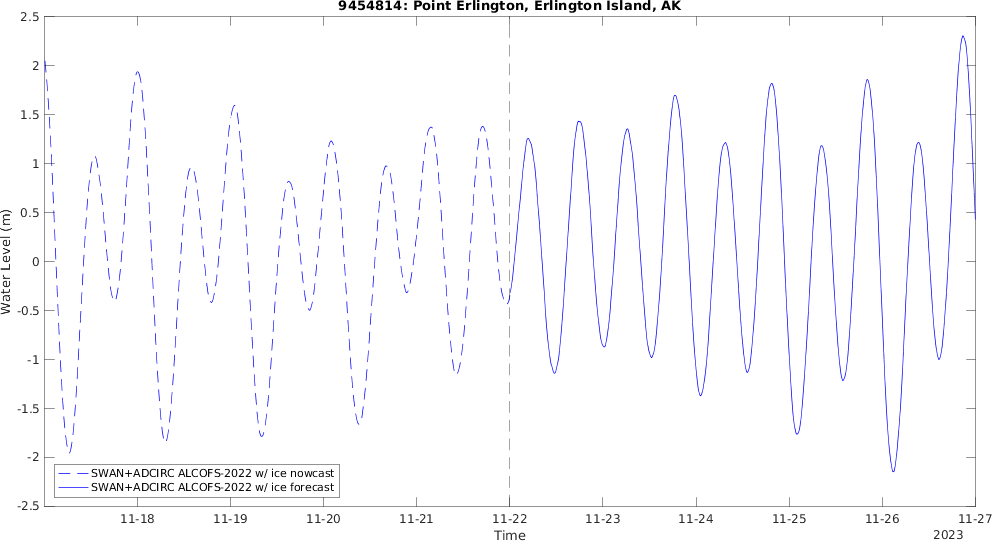 9454814: Point Erlington, Erlington Island, AK
Water Level (m)
2.5
2
1.5
1
0.5
0
-0.5
-1
-1.5
-2
-2.5
SWAN+ADCIRC ALCOFS-2022 w/ ice nowcast
SWAN+ADCIRC ALCOFS-2022 w/ ice forecast
11-18 11-19 11-20 11-21 11-22 11-23 11-24 11-25 11-26 11-27
Time
2023